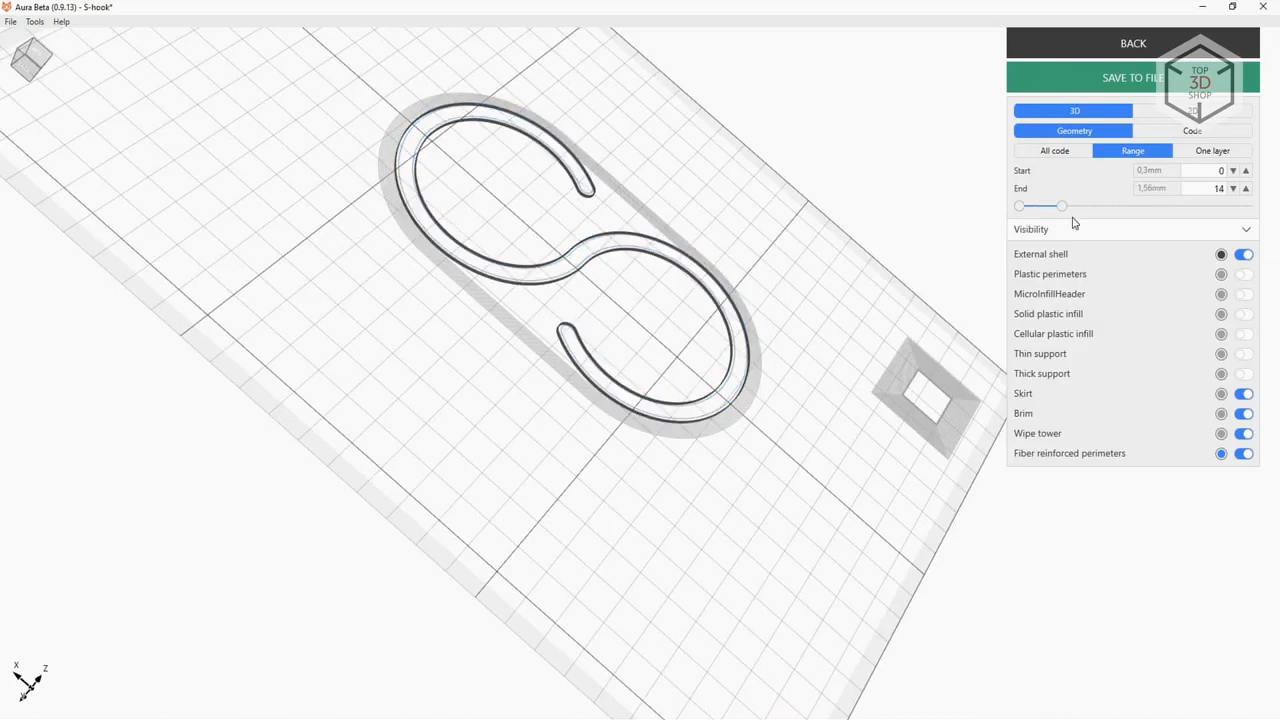 Aura Beta (0.9.13) - S-hook*
File Tools Help
BACK
SAVE TO FILE
TOP
3D
SHOP
3D 2D
Geometry Code
All code Range One layer
Start 0,3mm 0
End 1,56mm 14
Visibility
External shell
Plastic perimeters
MicroInfillHeader
Solid plastic infill
Cellular plastic infill
Thin support
Thick support
Skirt
Brim
Wipe tower
Fiber reinforced perimeters
X Z